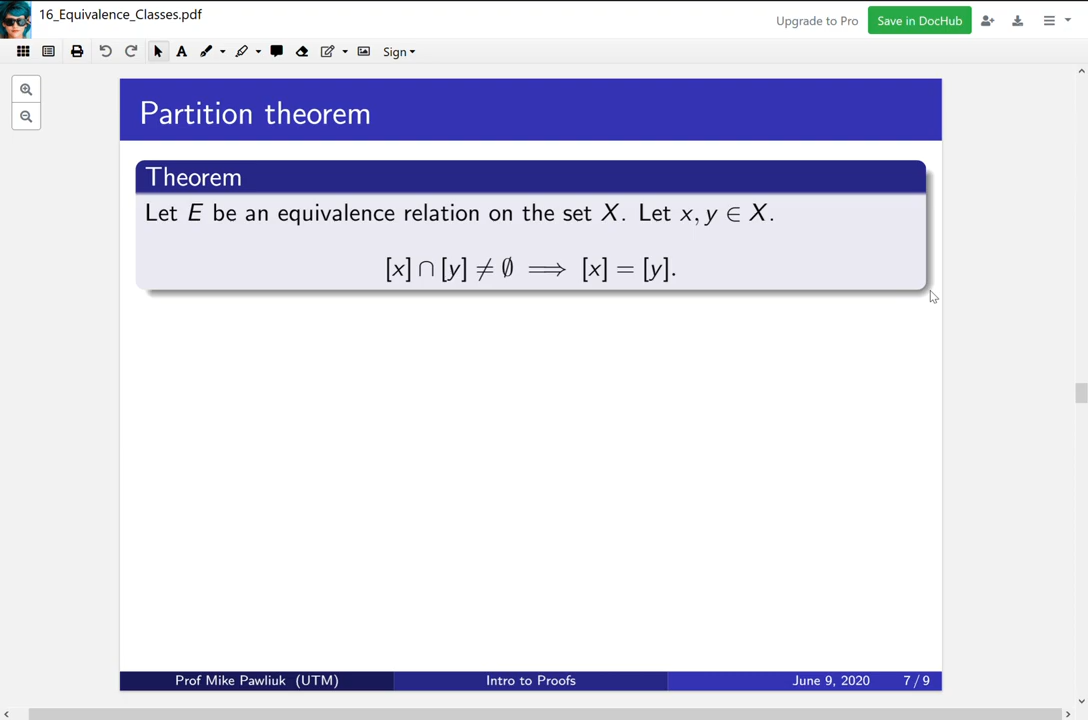 16_Equivalence_Classes.pdf
Upgrade to Pro
Save in DocHub
A
Sign
Partition theorem
Theorem
Let E be an equivalence relation on the set X. Let x, y ∈ X.
[x] ∩ [y] ≠ ∅ ⟹ [x] = [y].
Prof Mike Pawliuk (UTM)
Intro to Proofs
June 9, 2020
7 / 9